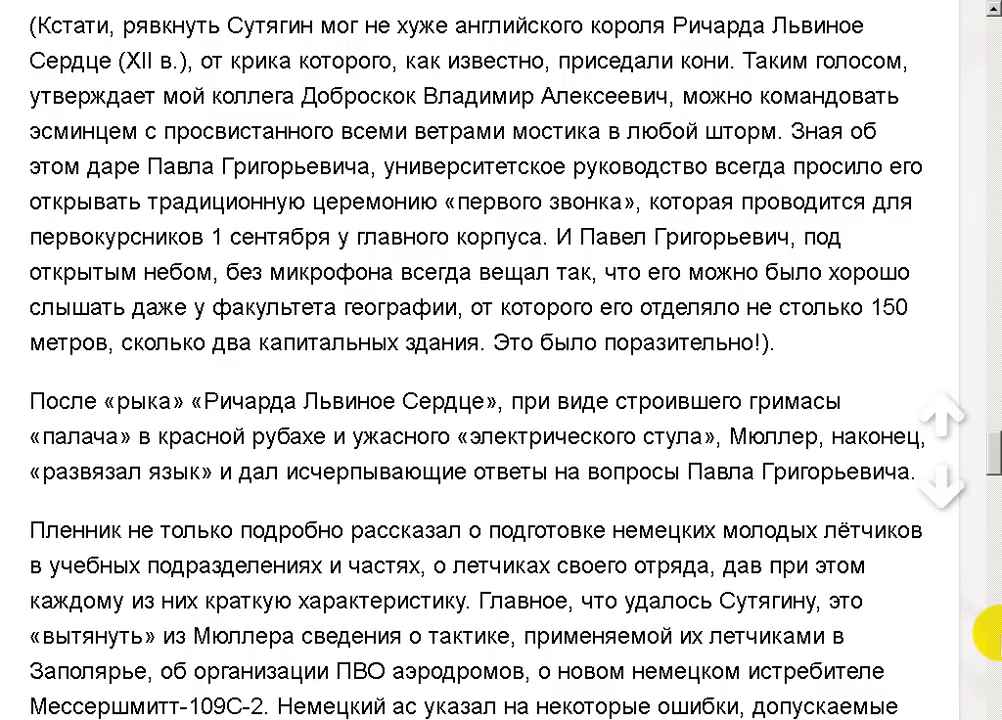 (Кстати, рявкнуть Сутягин мог не хуже английского короля Ричарда Львиное
Сердце (XII в.), от крика которого, как известно, приседали кони. Таким голосом,
утверждает мой коллега Доброскок Владимир Алексеевич, можно командовать
эсминцем с просвистанного всеми ветрами мостика в любой шторм. Зная об
этом даре Павла Григорьевича, университетское руководство всегда просило его
открывать традиционную церемонию «первого звонка», которая проводится для
первокурсников 1 сентября у главного корпуса. И Павел Григорьевич, под
открытым небом, без микрофона всегда вещал так, что его можно было хорошо
слышать даже у факультета географии, от которого его отделяло не столько 150
метров, сколько два капитальных здания. Это было поразительно!).
После «рыка» «Ричарда Львиное Сердце», при виде строившего гримасы
«палача» в красной рубахе и ужасного «электрического стула», Мюллер, наконец,
«развязал язык» и дал исчерпывающие ответы на вопросы Павла Григорьевича.
Пленник не только подробно рассказал о подготовке немецких молодых лётчиков
в учебных подразделениях и частях, о летчиках своего отряда, дав при этом
каждому из них краткую характеристику. Главное, что удалось Сутягину, это
«вытянуть» из Мюллера сведения о тактике, применяемой их летчиками в
Заполярье, об организации ПВО аэродромов, о новом немецком истребителе
Мессершмитт-109С-2. Немецкий ас указал на некоторые ошибки, допускаемые